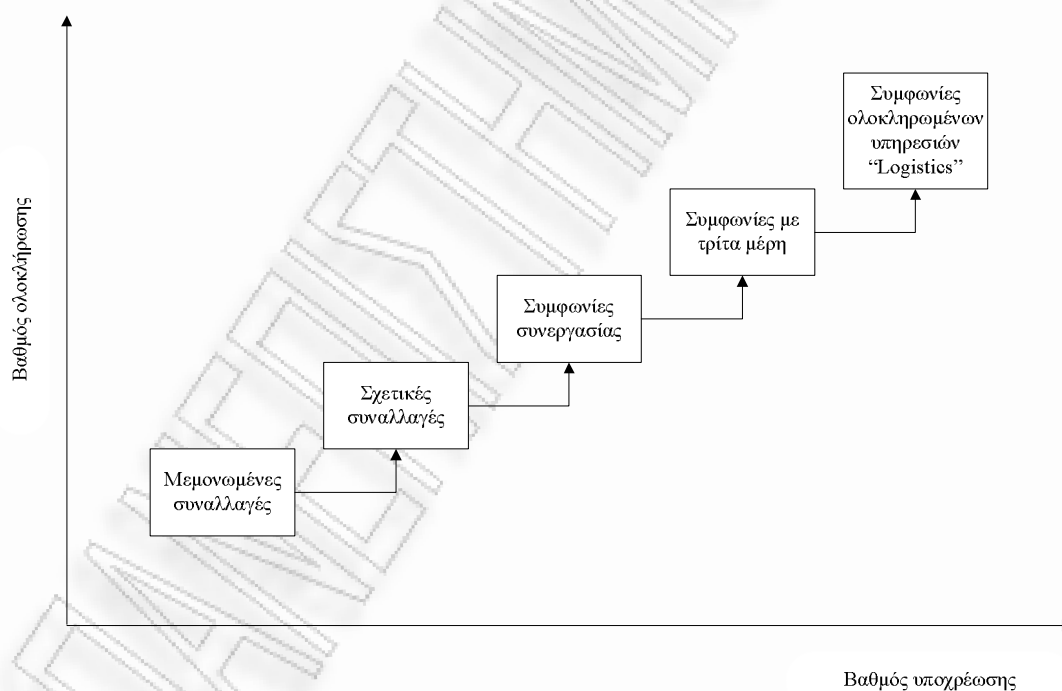 Συμφωνίες
ολοκληρωμένων
υπηρεσιών
“Logistics”
Συμφωνίες με
τρίτα μέρη
Συμφωνίες
συνεργασίας
Σχετικές
συναλλαγές
Μεμονωμένες
συναλλαγές
Βαθμός ολοκλήρωσης
Βαθμός υποχρέωσης